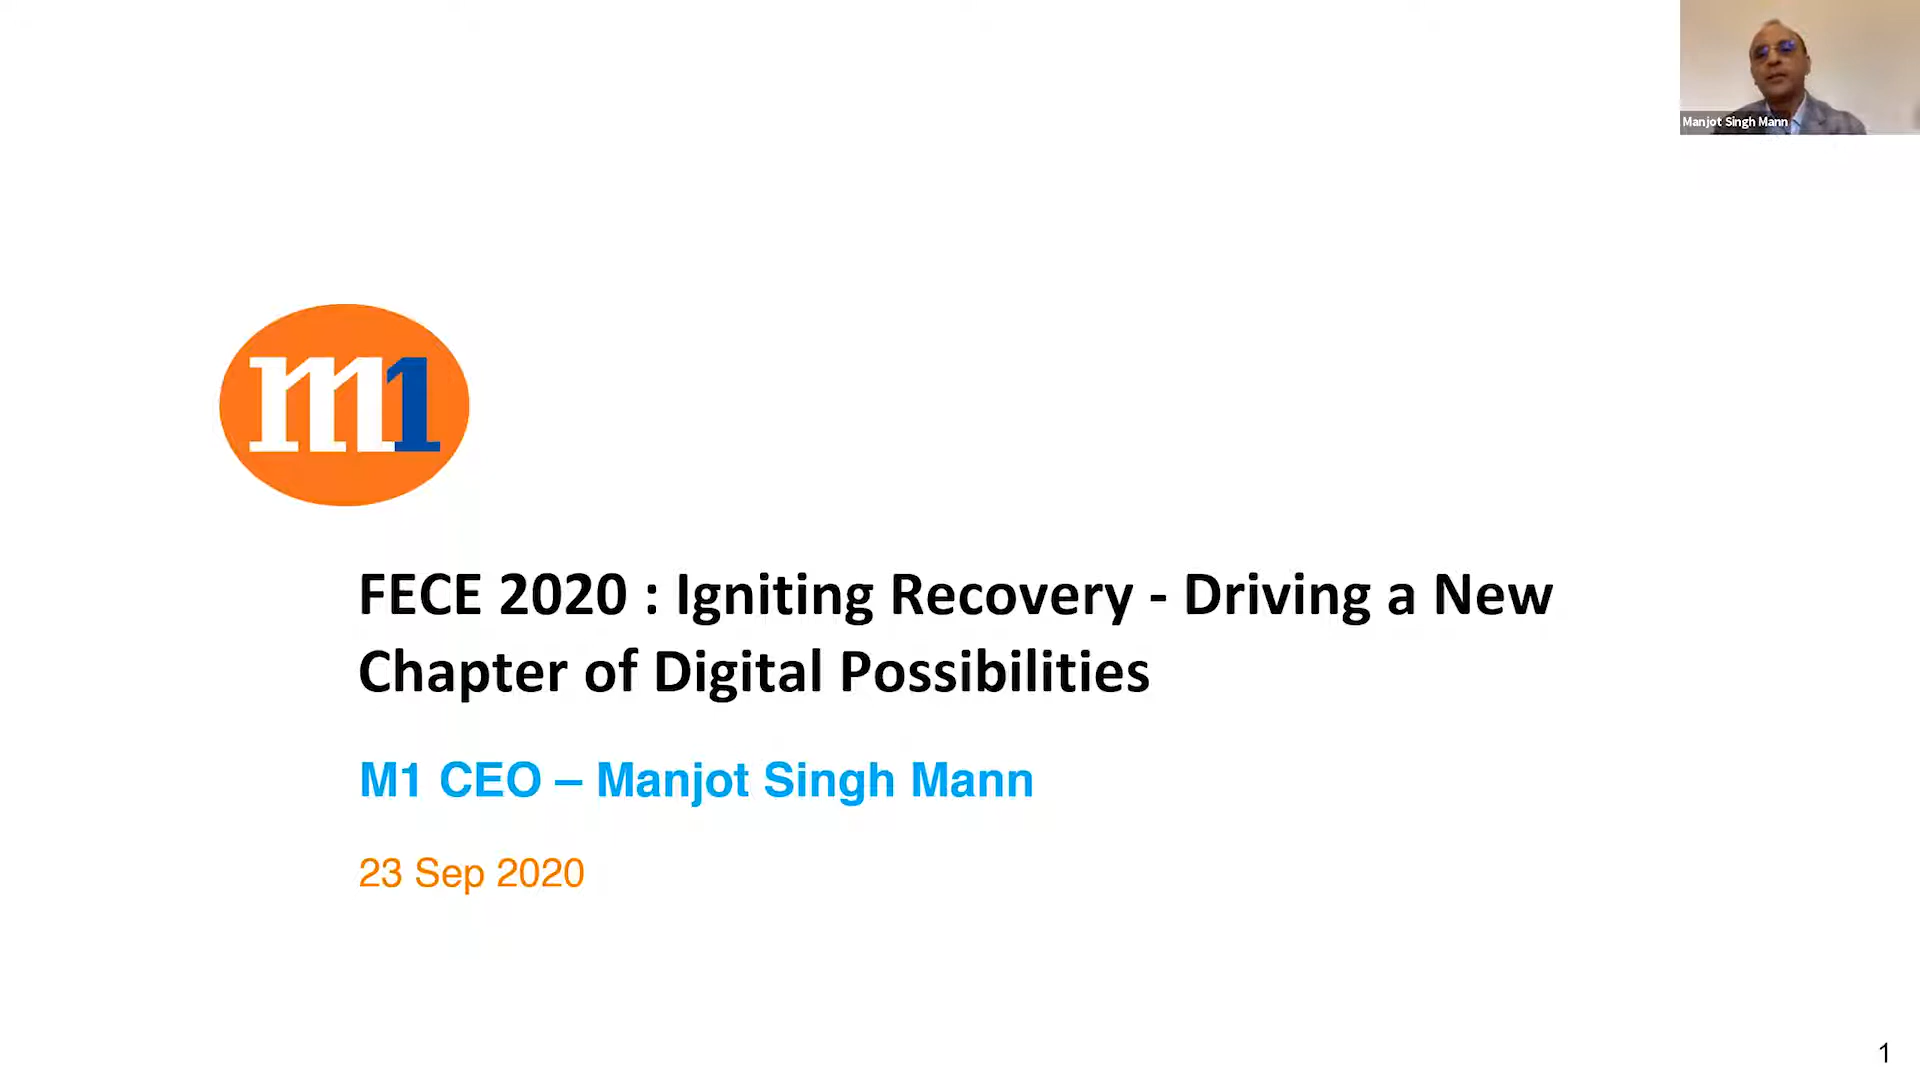 Manjot Singh Mann
m1
FECE 2020 : Igniting Recovery - Driving a New
Chapter of Digital Possibilities
M1 CEO – Manjot Singh Mann
23 Sep 2020
1